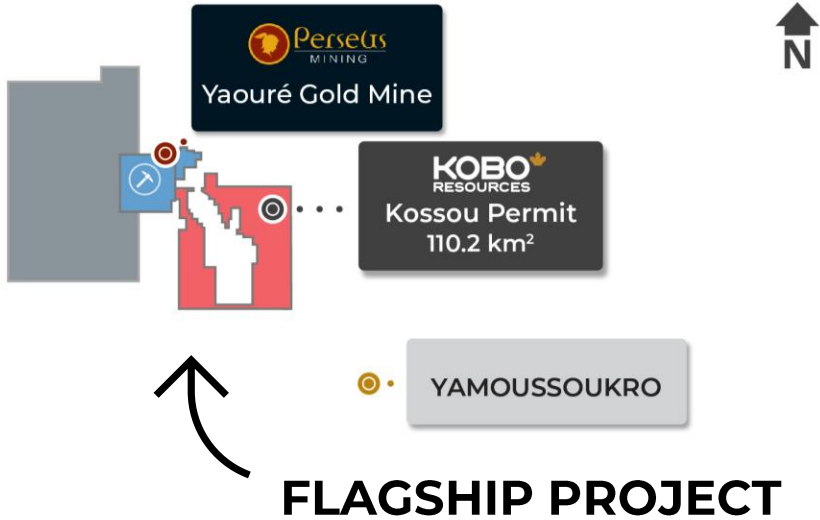 Perseus
MINING
Yaouré Gold Mine
N
KOBO
RESOURCES
Kossou Permit
110.2 km²
YAMOUSSOUKRO
FLAGSHIP PROJECT